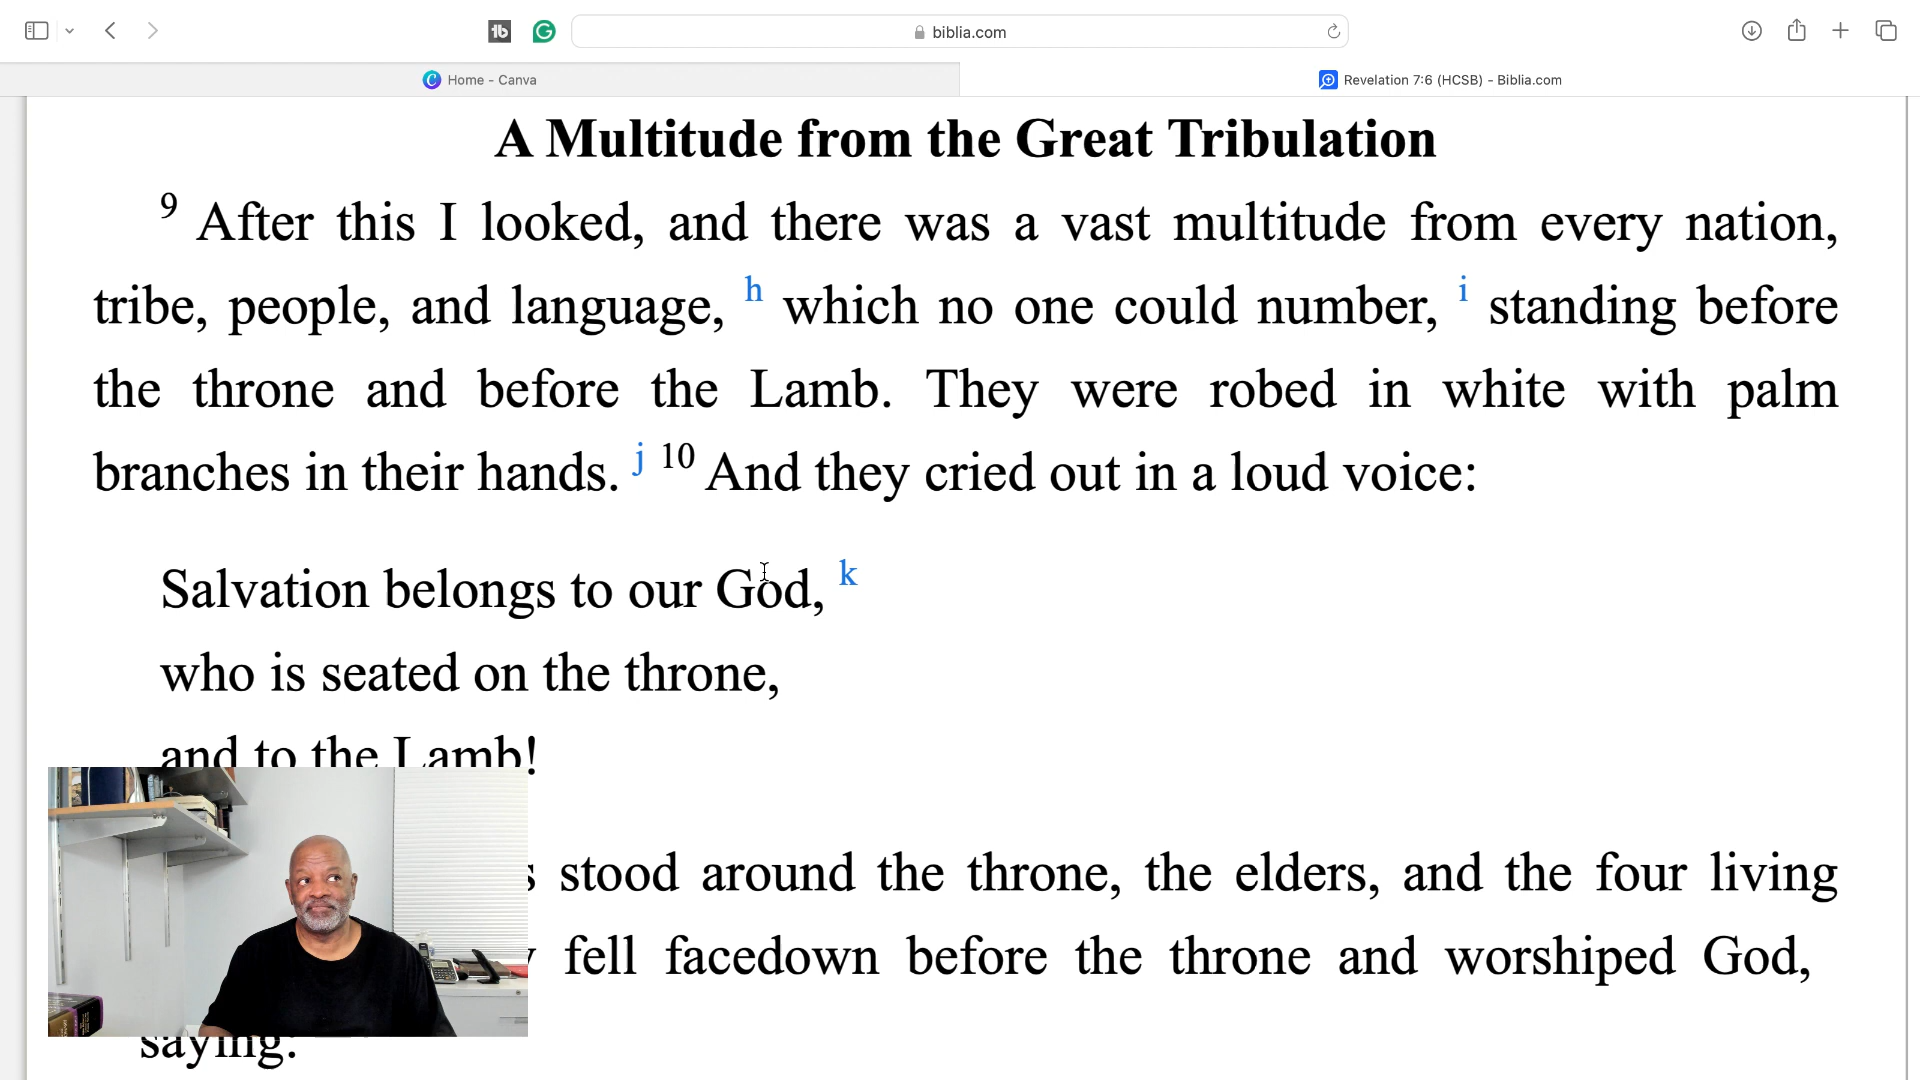 biblia.com
Home - Canva
Revelation 7:6 (HCSB) - Biblia.com
A Multitude from the Great Tribulation
9 After this I looked, and there was a vast multitude from every nation,
tribe, people, and language, h which no one could number, i standing before
the throne and before the Lamb. They were robed in white with palm
branches in their hands. j 10 And they cried out in a loud voice:
Salvation belongs to our God, k
who is seated on the throne,
and to the Lamb!
stood around the throne, the elders, and the four living
fell facedown before the throne and worshiped God,
saying: